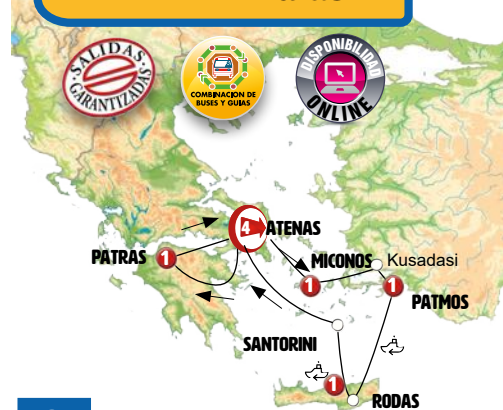 SALIDAS
GARANTIZADAS
COMBINACION DE
BUSES Y GUIAS
DISPONIBILIDAD
ONLINE
4
ATENAS
PATRAS
1
MICONOS
Kusadasi
1
1
PATMOS
SANTORINI
1
RODAS